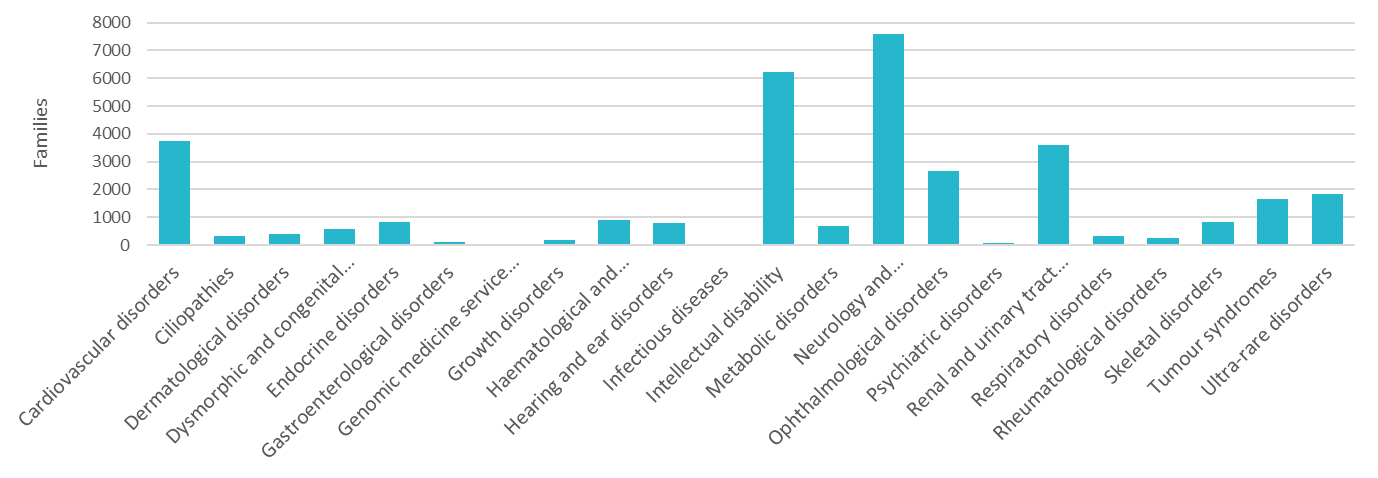 8000
7000
6000
5000
4000
3000
2000
1000
0
Families
Cardiovascular disorders
Ciliopathies
Dermatological disorders
Dysmorphic and congenital...
Endocrine disorders
Gastroenterological disorders
Genomic medicine service...
Growth disorders
Haematological and...
Hearing and ear disorders
Infectious diseases
Intellectual disability
Metabolic disorders
Neurology and...
Ophthalmological disorders
Psychiatric disorders
Renal and urinary tract...
Respiratory disorders
Rheumatological disorders
Skeletal disorders
Tumour syndromes
Ultra-rare disorders